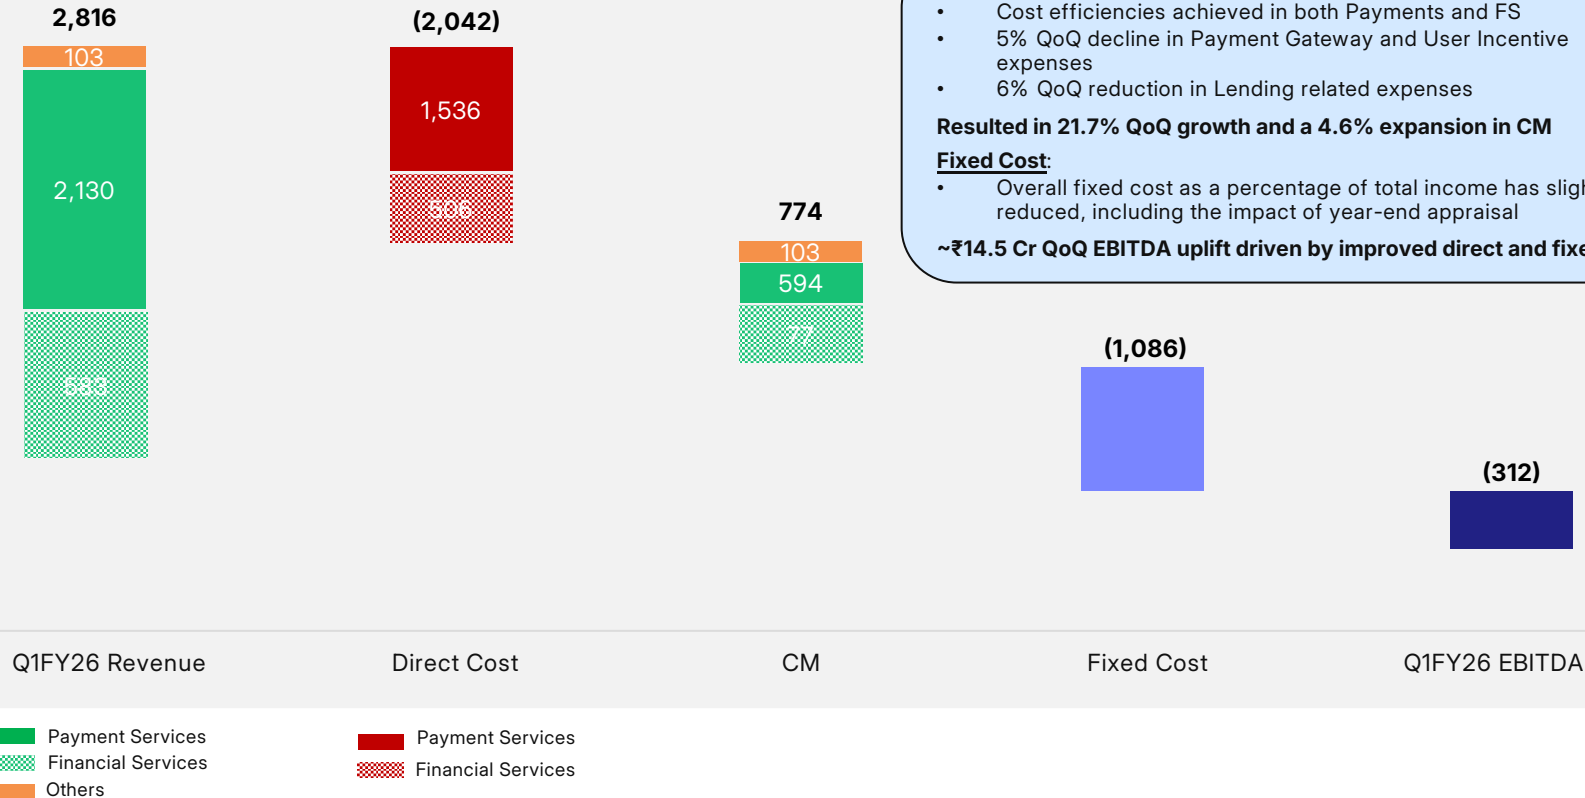 2,816
103
2,130
583
(2,042)
1,536
506
774
103
594
77
• Cost efficiencies achieved in both Payments and FS
• 5% QoQ decline in Payment Gateway and User Incentive
expenses
• 6% QoQ reduction in Lending related expenses
Resulted in 21.7% QoQ growth and a 4.6% expansion in CM
Fixed Cost:
• Overall fixed cost as a percentage of total income has
reduced, including the impact of year-end appraisal
~₹14.5 Cr QoQ EBITDA uplift driven by improved direct and
(1,086)
(312)
Q1FY26 Revenue
Direct Cost
CM
Fixed Cost
Q1FY26 EBITDA
Payment Services
Financial Services
Others
Payment Services
Financial Services